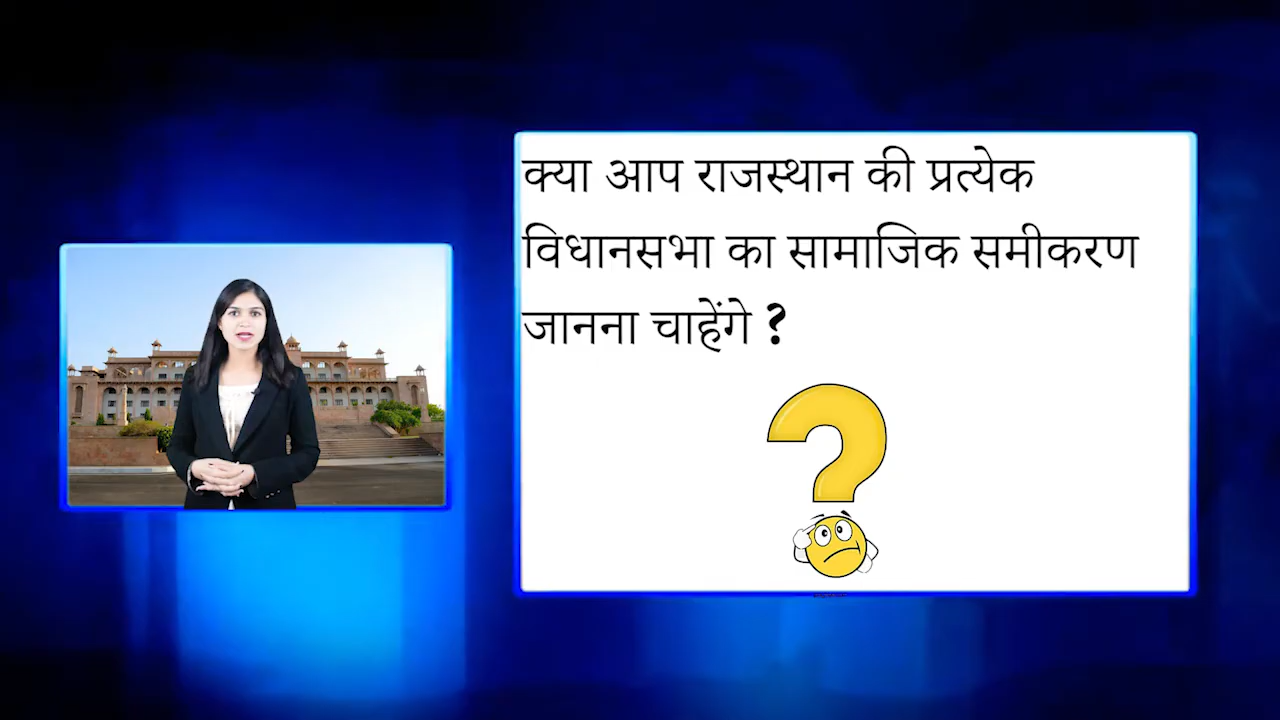 क्या आप राजस्थान की प्रत्येक
विधानसभा का सामाजिक समीकरण
जानना चाहेंगे ?